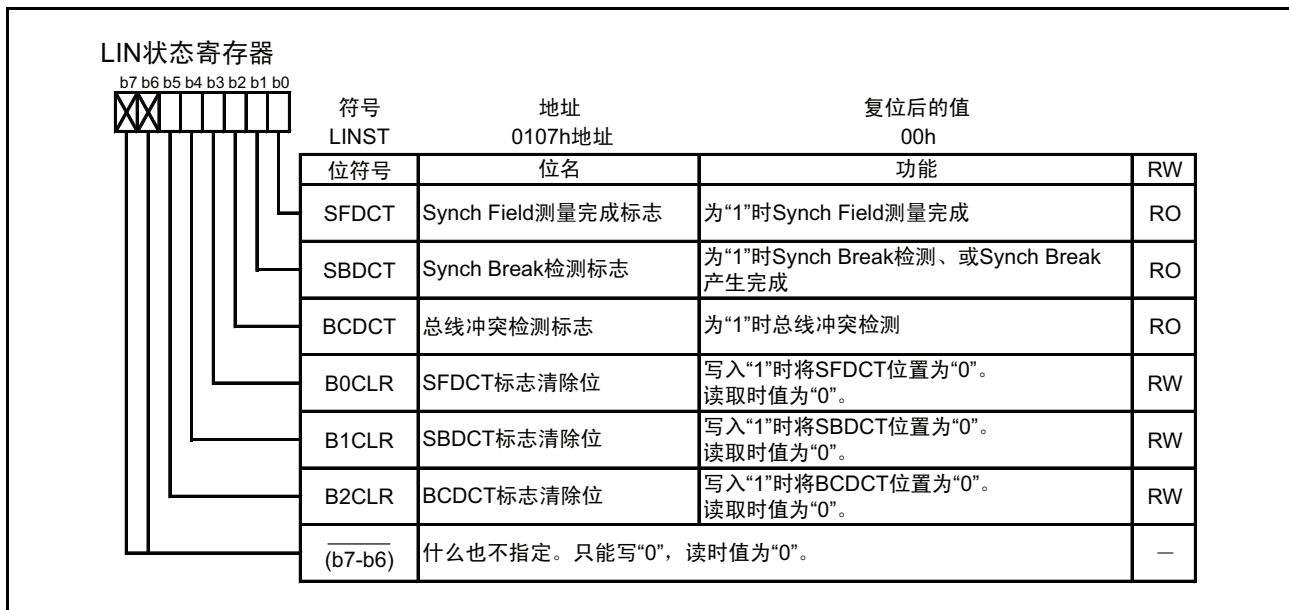 LIN状态寄存器
b7 b6 b5 b4 b3 b2 b1 b0
符号 地址 复位后的值
LINST 0107h地址 00h
位符号 位名 功能 RW
SFDCT Synch Field测量完成标志 为“1”时Synch Field测量完成 RO
SBDCT Synch Break检测标志 为“1”时Synch Break检测、或Synch Break
产生完成 RO
BCDCT 总线冲突检测标志 为“1”时总线冲突检测 RO
B0CLR SFDCT标志清除位 写入“1”时将SFDCT位置为“0”。
读取时值为“0”。 RW
B1CLR SBDCT标志清除位 写入“1”时将SBDCT位置为“0”。
读取时值为“0”。 RW
B2CLR BCDCT标志清除位 写入“1”时将BCDCT位置为“0”。
读取时值为“0”。 RW
(b7-b6) 什么也不指定。只能写“0”，读时值为“0”。 —